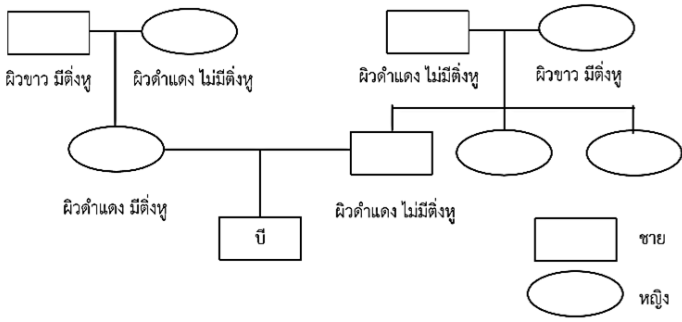 ผิวขาว มีติ่งหู
ผิวดำแดง ไม่มีติ่งหู
ผิวดำแดง ไม่มีติ่งหู
ผิวขาว มีติ่งหู
ผิวดำแดง มีติ่งหู
ผิวดำแดง ไม่มีติ่งหู
บี
ชาย
หญิง